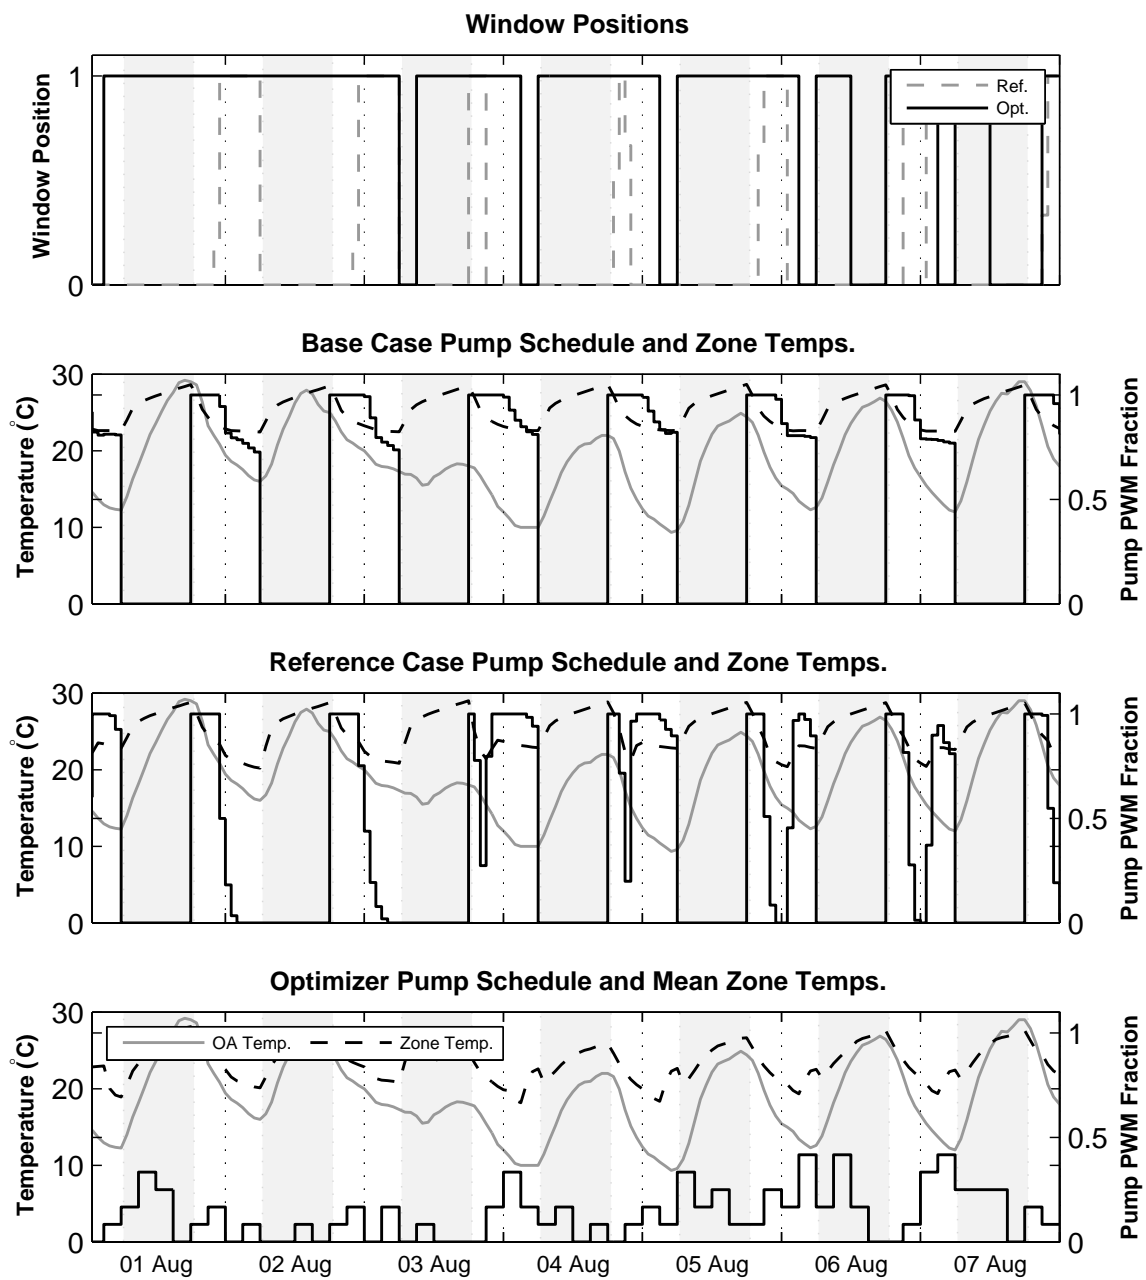 Window Positions
Window Position
1
0
Ref.
Opt.
Base Case Pump Schedule and Zone Temps.
Temperature (°C)
30
20
10
0
1
0.5
0
Pump PWM Fraction
Reference Case Pump Schedule and Zone Temps.
Temperature (°C)
30
20
10
0
1
0.5
0
Pump PWM Fraction
Optimizer Pump Schedule and Mean Zone Temps.
Temperature (°C)
30
20
10
0
OA Temp.
Zone Temp.
1
0.5
0
Pump PWM Fraction
01 Aug
02 Aug
03 Aug
04 Aug
05 Aug
06 Aug
07 Aug